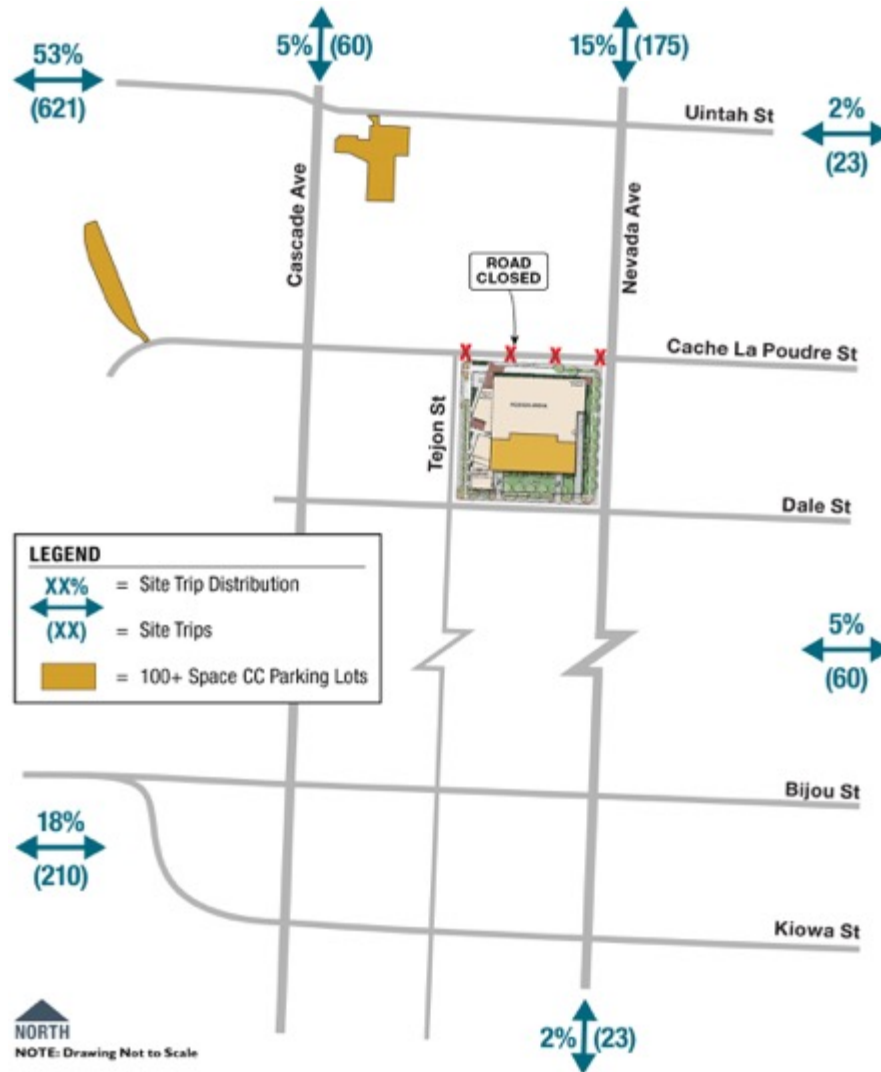 53%
(621)
5% (60)
15% (175)
Uintah St
2%
(23)
Cascade Ave
Nevada Ave
ROAD
CLOSED
X X X X
Cache La Poudre St
Tejon St
Dale St
LEGEND
XX%
= Site Trip Distribution
(XX) = Site Trips
= 100+ Space CC Parking Lots
5%
(60)
Bijou St
18%
(210)
Kiowa St
NORTH
NOTE: Drawing Not to Scale
2% (23)